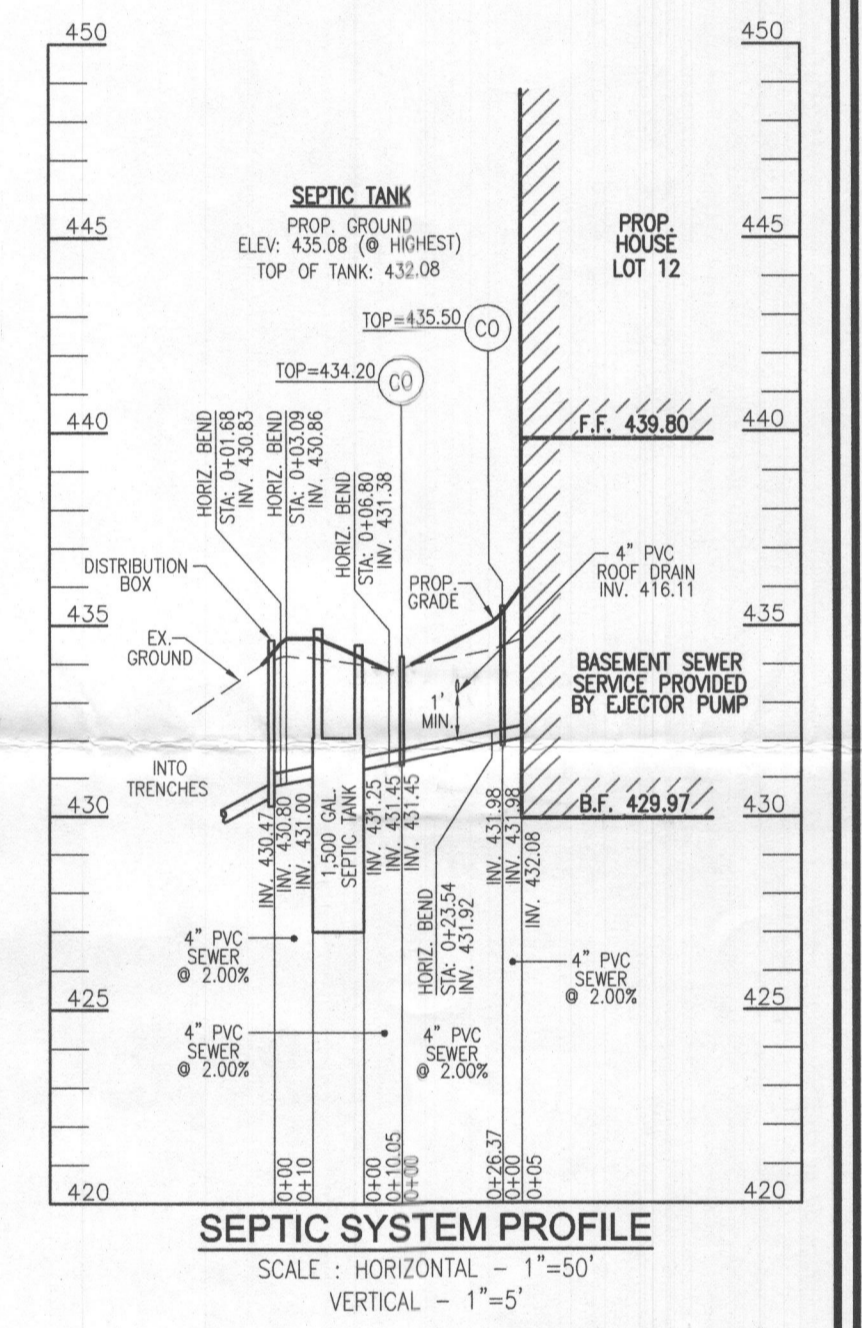 450
450
SEPTIC TANK
PROP. GROUND
ELEV: 435.08 (@ HIGHEST)
TOP OF TANK: 432.08
PROP.
HOUSE
LOT 12
445
445
TOP=435.50
CO
TOP=434.20
CO
440
440
F.F. 439.80
HORIZ. BEND
STA: 0+01.68
INV. 430.83
HORIZ. BEND
STA: 0+03.09
INV. 430.86
HORIZ. BEND
STA: 0+06.80
INV. 431.38
DISTRIBUTION
BOX
PROP.
GRADE
4" PVC
ROOF DRAIN
INV. 416.11
435
435
EX.
GROUND
1'
MIN.
BASEMENT SEWER
SERVICE PROVIDED
BY EJECTOR PUMP
INTO
TRENCHES
430
430
B.F. 429.97
INV. 430.47
INV. 430.80
INV. 431.00
1,500 GAL.
SEPTIC TANK
INV. 431.25
INV. 431.45
INV. 431.45
HORIZ. BEND
STA: 0+23.54
INV. 431.92
INV. 431.98
INV. 431.98
INV. 432.08
4" PVC
SEWER
@ 2.00%
4" PVC
SEWER
@ 2.00%
425
425
4" PVC
SEWER
@ 2.00%
4" PVC
SEWER
@ 2.00%
0+00
0+10
0+00
0+10.05
0+00
0+26.37
0+00
0+05
420
420
SEPTIC SYSTEM PROFILE
SCALE : HORIZONTAL - 1"=50'
VERTICAL - 1"=5'